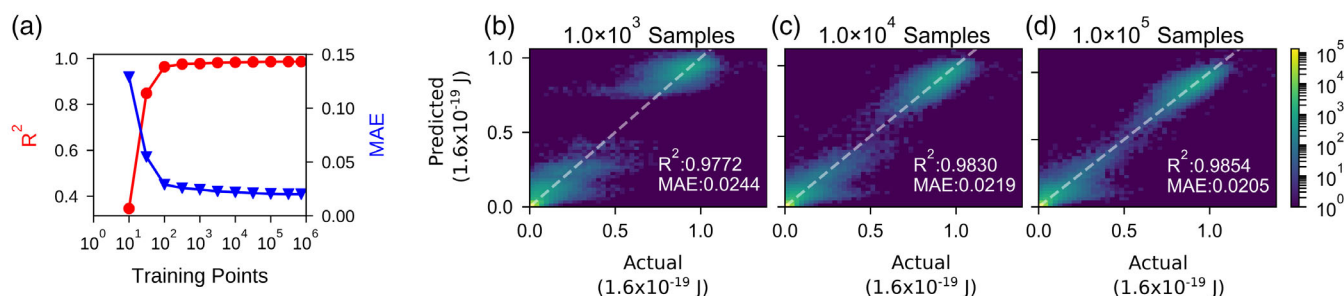 (a)
1.0
0.8
0.6
0.4
R²
0.15
0.10
0.05
0.00
MAE
10⁰ 10¹ 10² 10³ 10⁴ 10⁵ 10⁶
Training Points
(b)
1.0×10³ Samples
Predicted
(1.6x10⁻¹⁹ J)
1.0
0.5
0.0
R²:0.9772
MAE:0.0244
0.0 0.5 1.0
Actual
(1.6x10⁻¹⁹ J)
(c)
1.0×10⁴ Samples
R²:0.9830
MAE:0.0219
0.0 0.5 1.0
Actual
(1.6x10⁻¹⁹ J)
(d)
1.0×10⁵ Samples
R²:0.9854
MAE:0.0205
0.0 0.5 1.0
Actual
(1.6x10⁻¹⁹ J)
10⁵
10⁴
10³
10²
10¹
10⁰